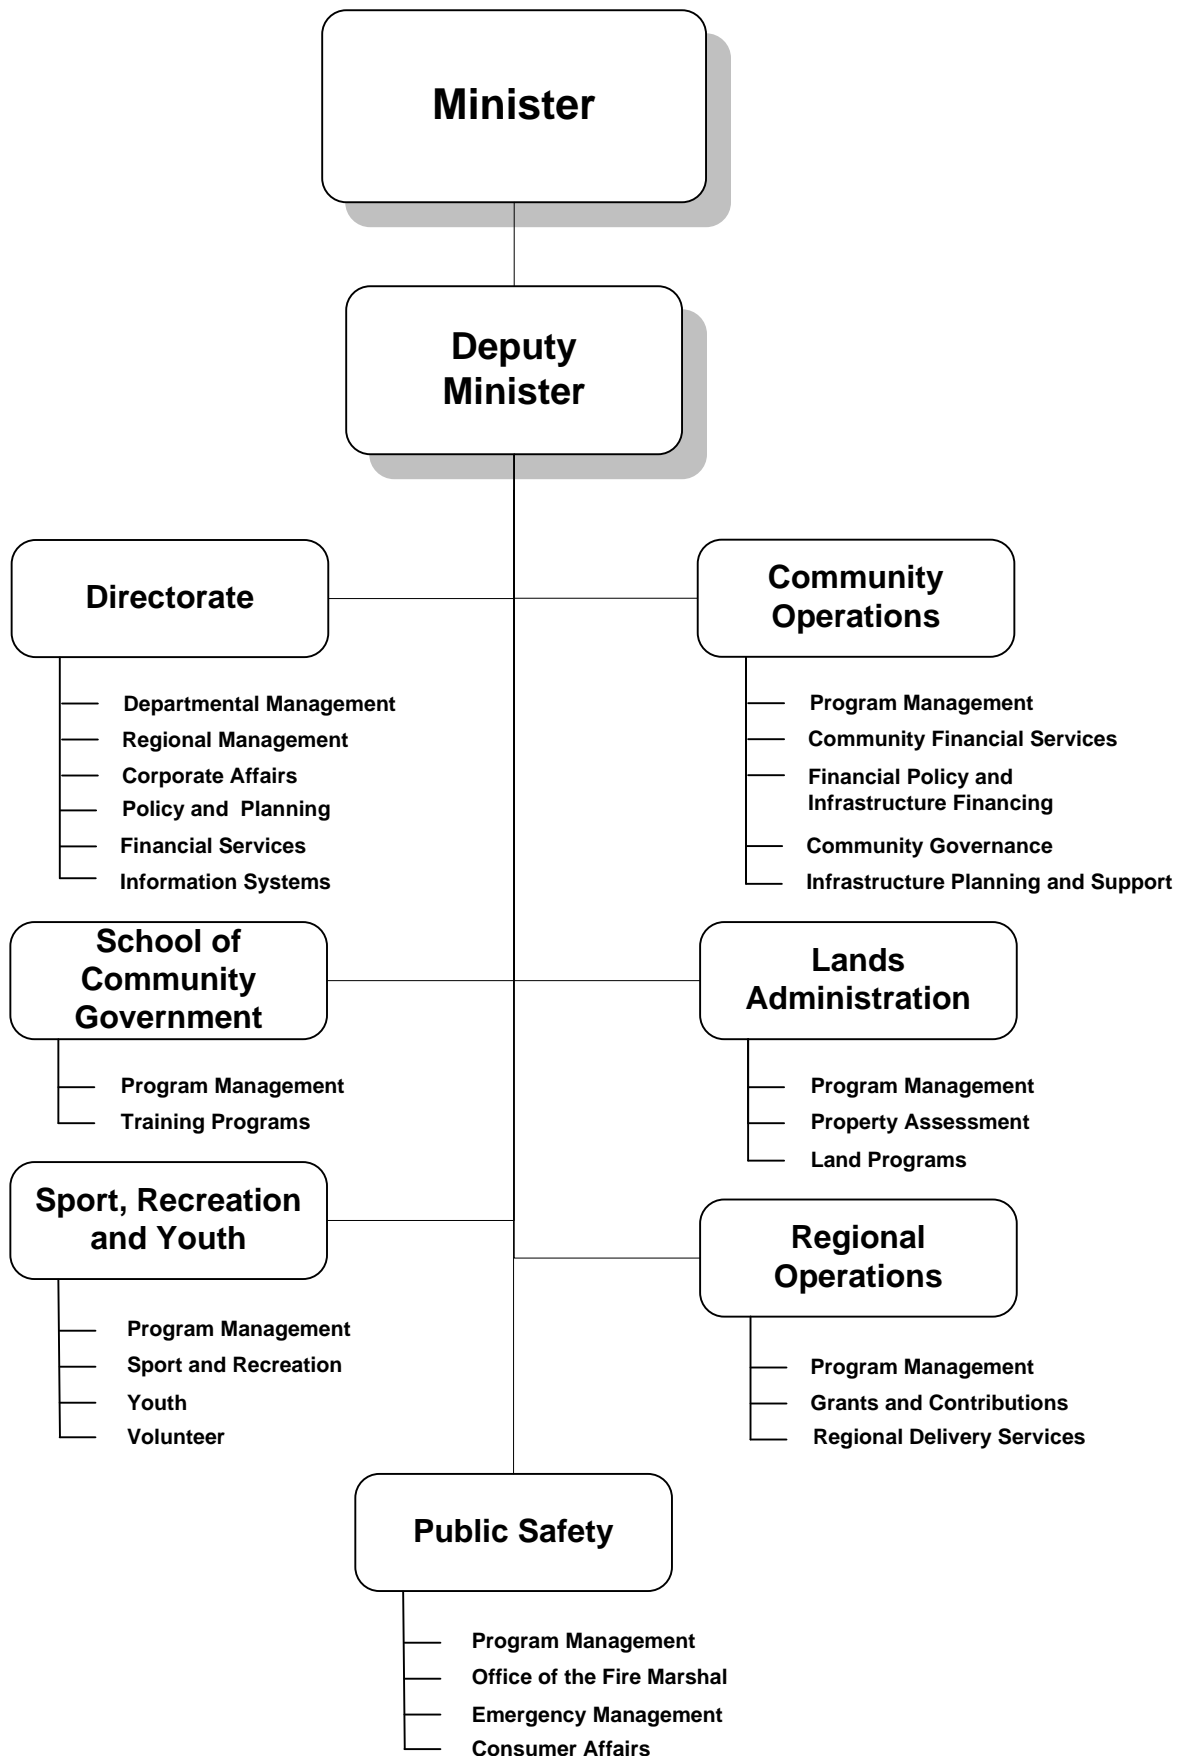 Minister
Deputy
Minister
Directorate
Departmental Management
Regional Management
Corporate Affairs
Policy and  Planning
Financial Services
Information Systems
Community
Operations
Program Management
Community Financial Services
Financial Policy and
Infrastructure Financing
Community Governance
Infrastructure Planning and Support
School of
Community
Government
Program Management
Training Programs
Lands
Administration
Program Management
Property Assessment
Land Programs
Sport, Recreation
and Youth
Program Management
Sport and Recreation
Youth
Volunteer
Regional
Operations
Program Management
Grants and Contributions
Regional Delivery Services
Public Safety
Program Management
Office of the Fire Marshal
Emergency Management
Consumer Affairs